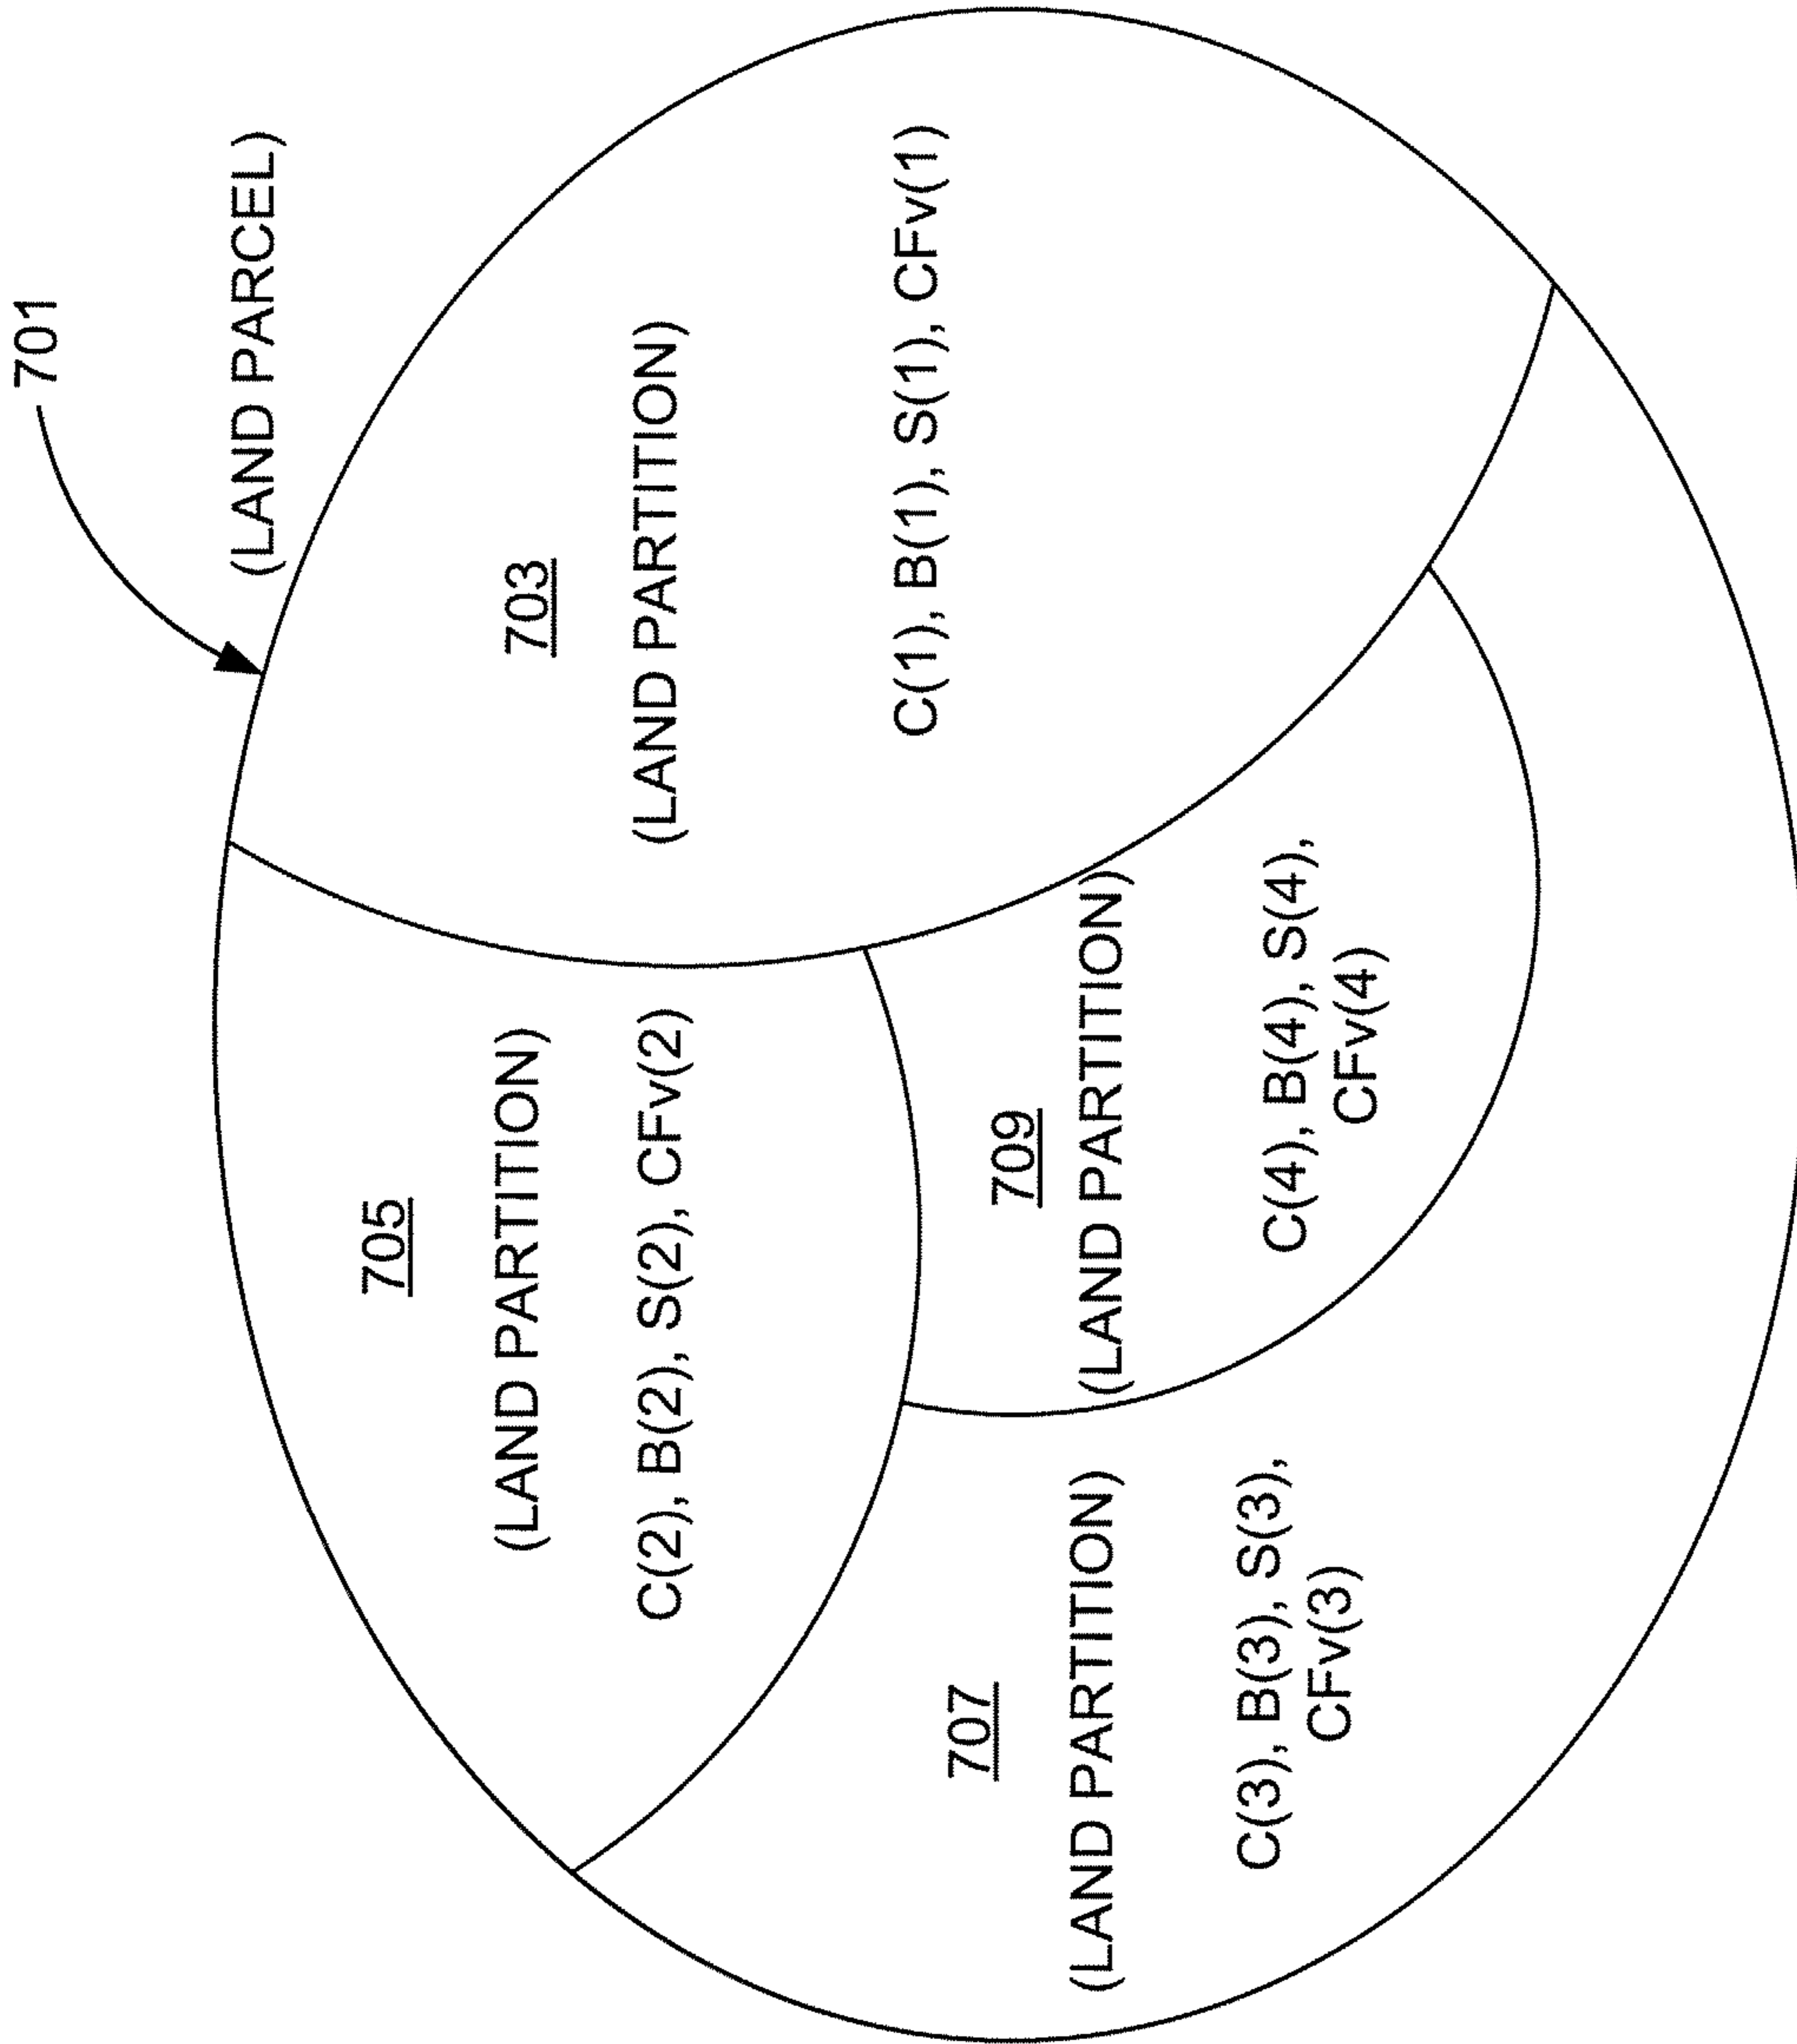 701
(LAND PARCEL)
703
(LAND PARTITION)
C(1), B(1), S(1), CFv(1)
705
(LAND PARTITION)
C(2), B(2), S(2), CFv(2)
709
(LAND PARTITION)
C(4), B(4), S(4),
CFv(4)
707
(LAND PARTITION)
C(3), B(3), S(3),
CFv(3)